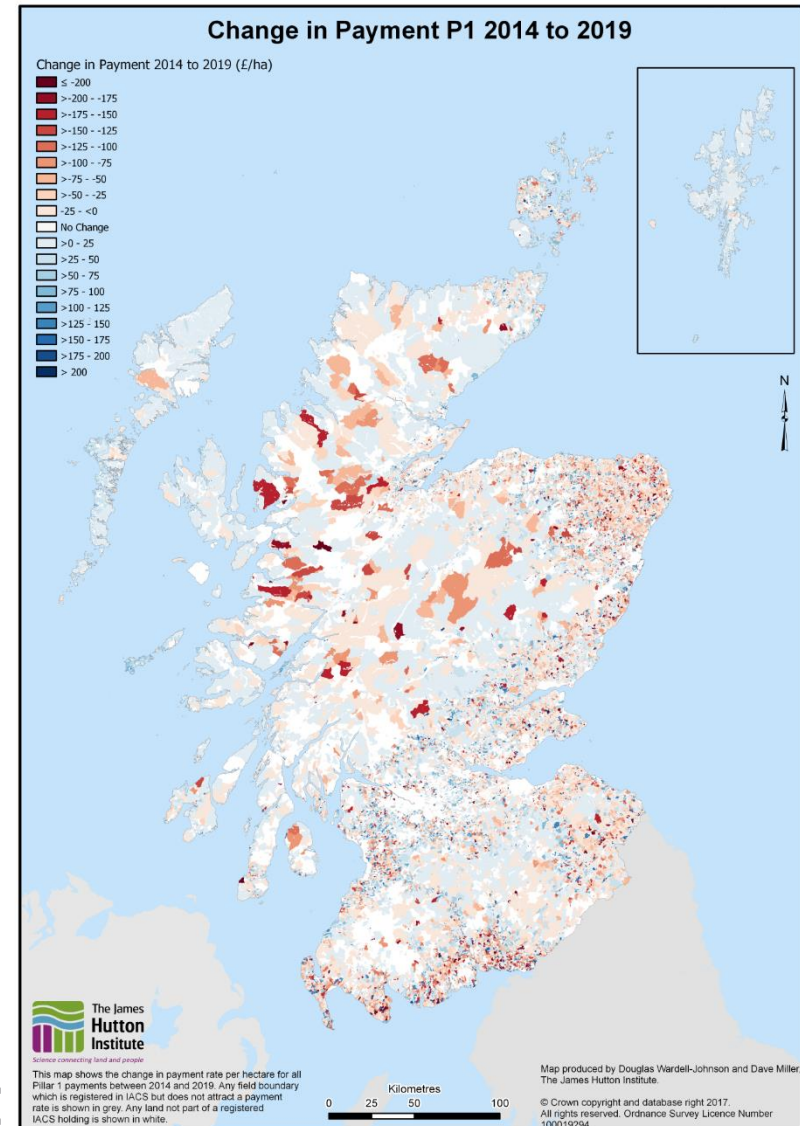 Change in Payment P1 2014 to 2019
Change in Payment 2014 to 2019 (£/ha)
≤ -200
>-200 - -175
>-175 - -150
>-150 - -125
>-125 - -100
>-100 - -75
>-75 - -50
>-50 - -25
-25 - <0
No Change
>0 - 25
>25 - 50
>50 - 75
>75 - 100
>100 - 125
>125 - 150
>150 - 175
>175 - 200
> 200
N
The James
Hutton
Institute
Science connecting land and people
This map shows the change in payment rate per hectare for all
Pillar 1 payments between 2014 and 2019. Any field boundary
which is registered in IACS but does not attract a payment
rate is shown in grey. Any land not part of a registered
IACS holding is shown in white.
Kilometres
0 25 50 100
Map produced by Douglas Wardell-Johnson and Dave Miller,
The James Hutton Institute.
© Crown copyright and database right 2017.
All rights reserved. Ordnance Survey Licence Number
100019294